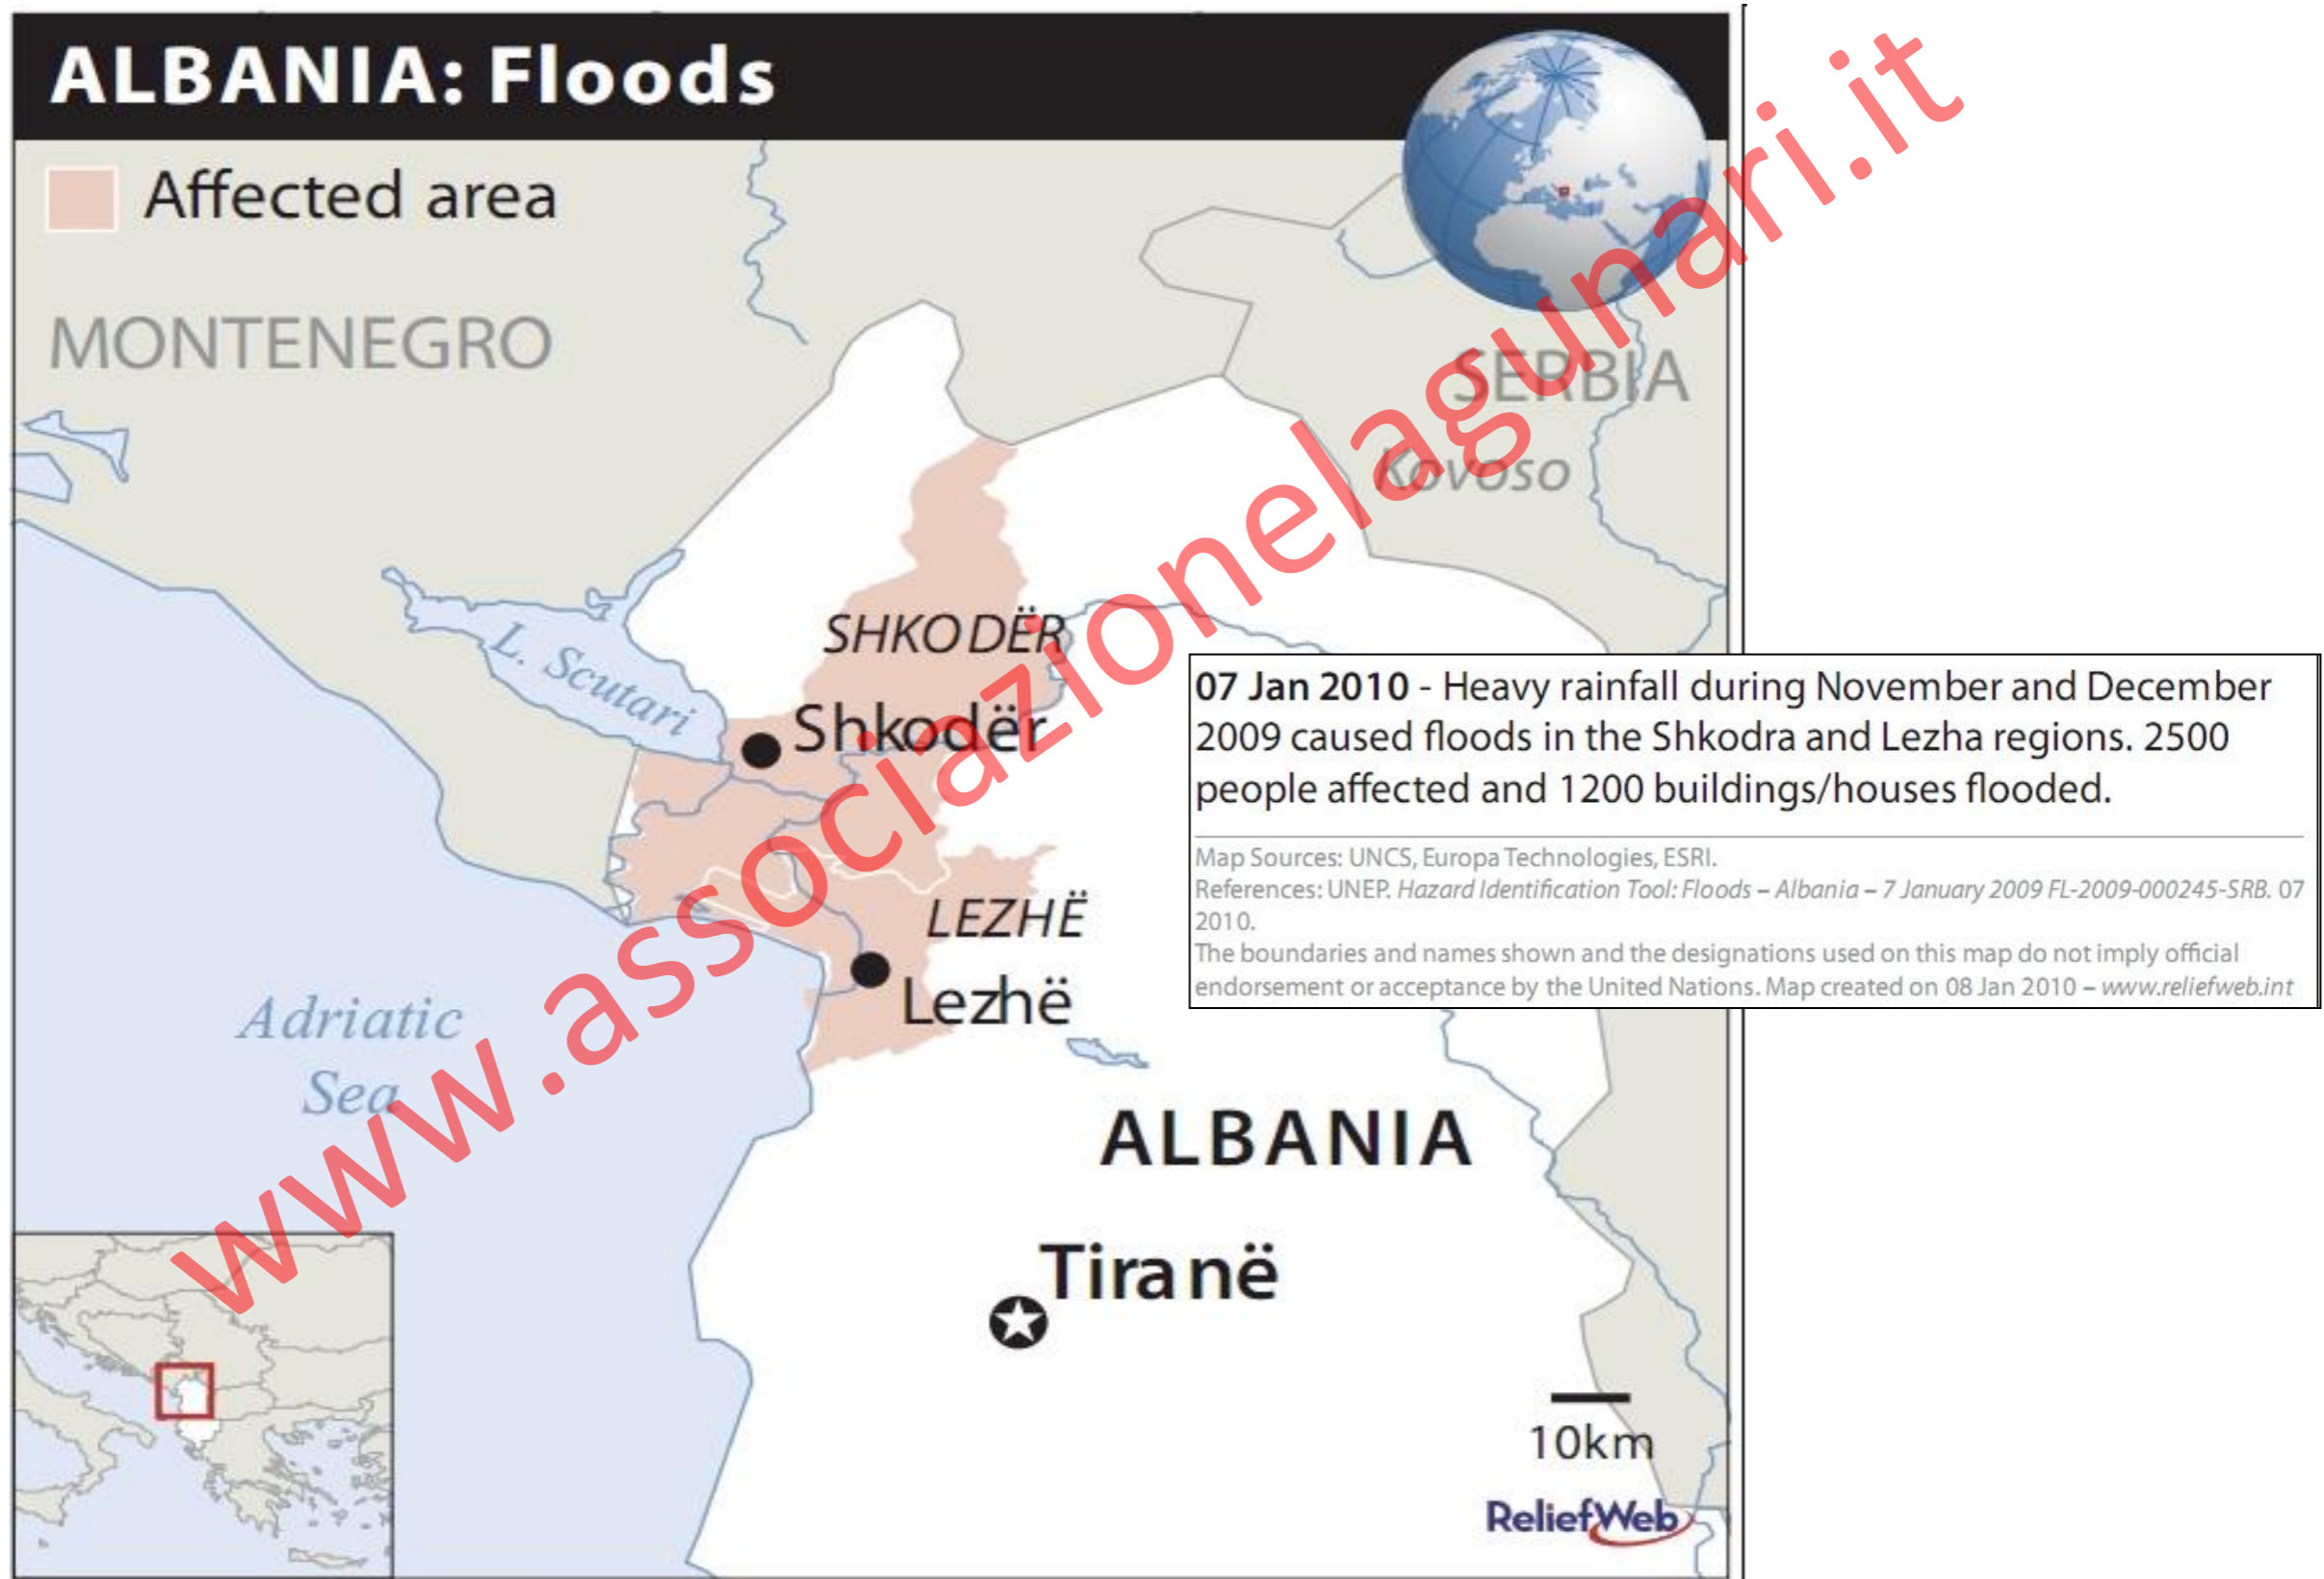 ALBANIA: Floods
Affected area
MONTENEGRO
SERBIA
Kovoso
L. Scutari
SHKODËR
Shkodër
07 Jan 2010 - Heavy rainfall during November and December
2009 caused floods in the Shkodra and Lezha regions. 2500
people affected and 1200 buildings/houses flooded.
Map Sources: UNCS, Europa Technologies, ESRI.
References: UNEP. Hazard Identification Tool: Floods – Albania – 7 January 2009 FL-2009-000245-SRB. 07
2010.
The boundaries and names shown and the designations used on this map do not imply official
endorsement or acceptance by the United Nations. Map created on 08 Jan 2010 – www.reliefweb.int
LEZHË
Lezhë
Adriatic
Sea
ALBANIA
Tiranë
10km
ReliefWeb
www.associazionelagunari.it